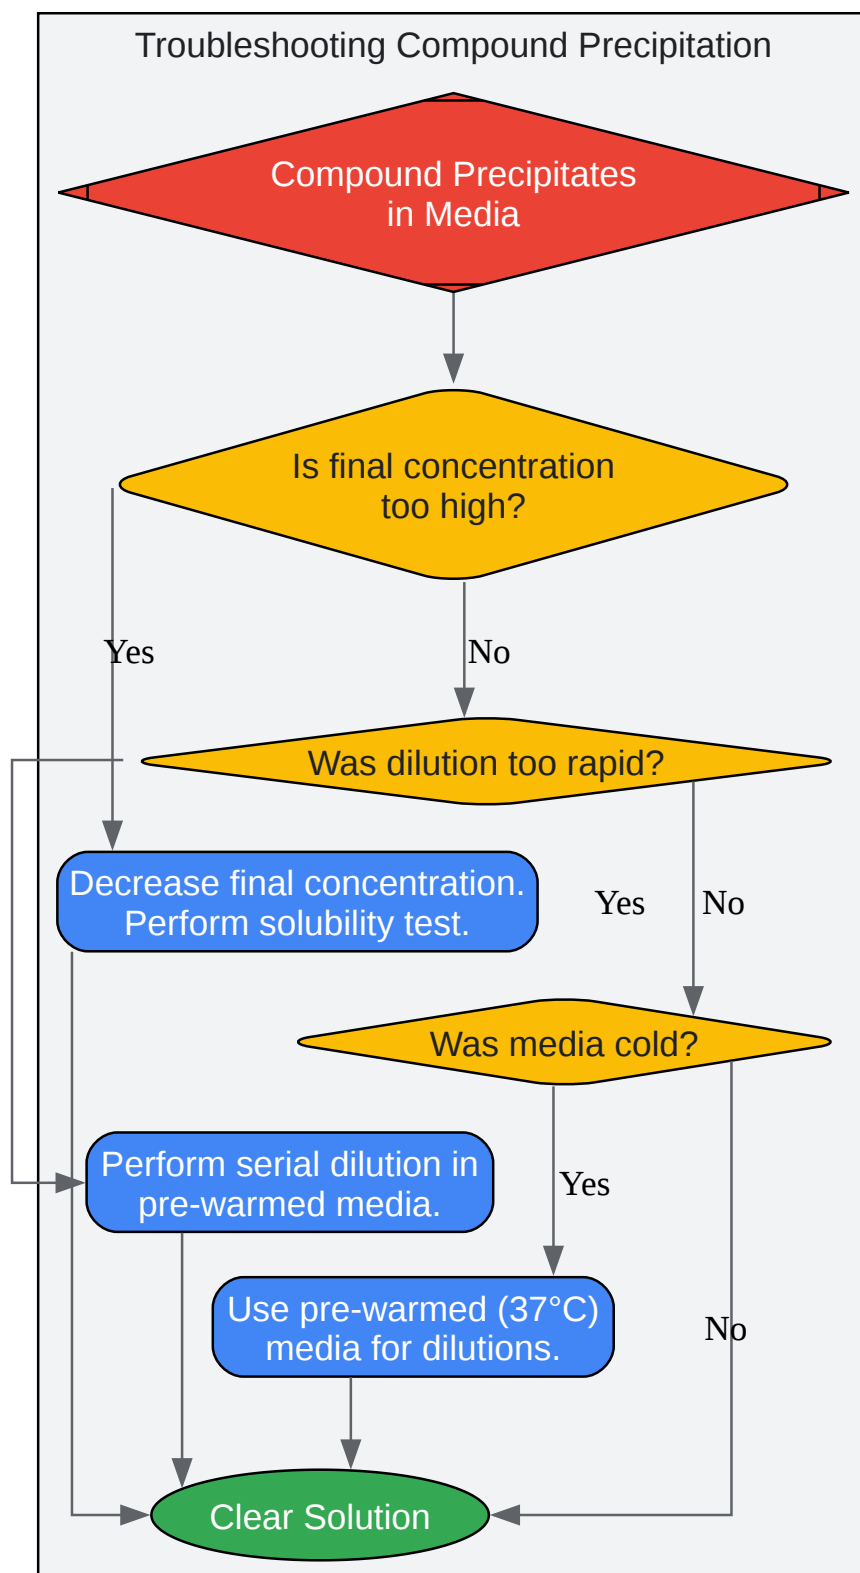 Troubleshooting Compound Precipitation
Compound Precipitates
in Media
Is final concentration
too high?
Yes
No
Was dilution too rapid?
Decrease final concentration.
Perform solubility test.
Yes
No
Was media cold?
Perform serial dilution in
pre-warmed media.
Yes
Use pre-warmed (37°C)
media for dilutions.
No
Clear Solution